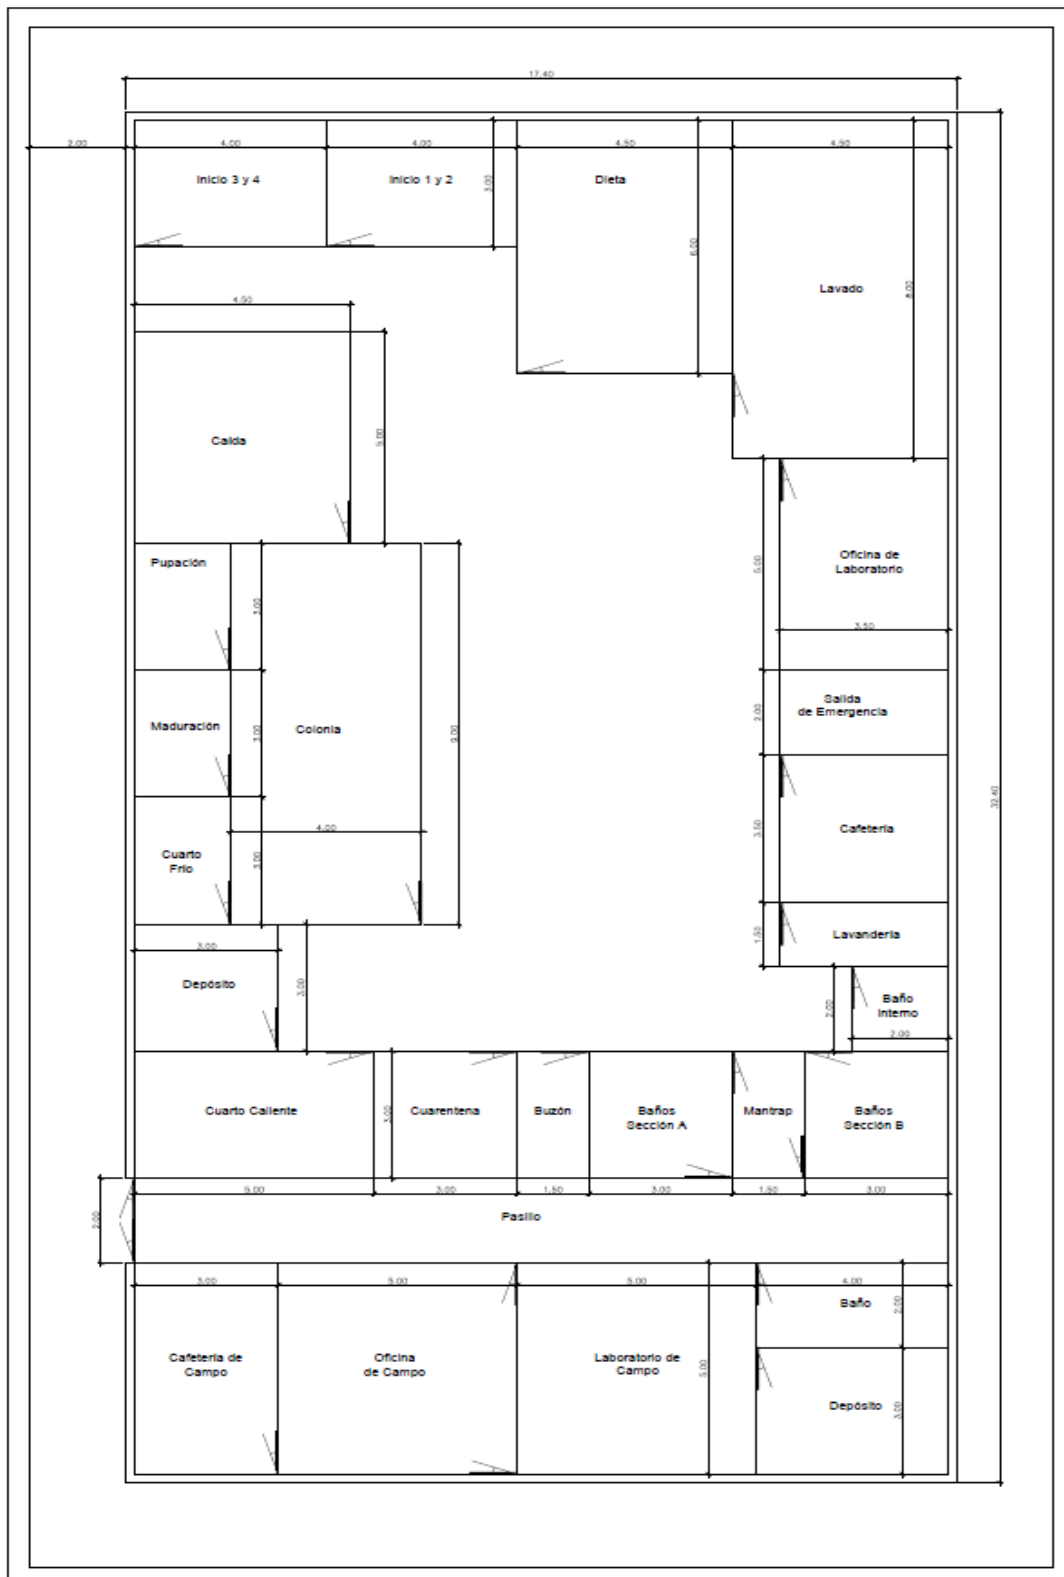 17.40
2.00
4.00
4.00
4.50
4.50
Inicio 3 y 4
Inicio 1 y 2
3.00
Dieta
6.00
Lavado
8.00
4.50
Caida
5.00
Pupación
3.00
Maduración
3.00
Colonia
9.00
4.00
Cuarto
Frio
3.00
5.00
Oficina de
Laboratorio
3.50
2.00
Salida
de Emergencia
32.40
3.50
Cafeteria
1.50
Lavanderia
3.00
Depósito
3.00
2.00
Baño
Interno
2.00
Cuarto Caliente
3.00
Cuarentena
Buzón
Baños
Sección A
Mantrap
Baños
Sección B
5.00
3.00
1.50
3.00
1.50
3.00
2.00
Pasillo
3.00
5.00
5.00
4.00
Baño
2.00
Cafeteria de
Campo
Oficina
de Campo
Laboratorio de
Campo
5.00
Depósito
3.00